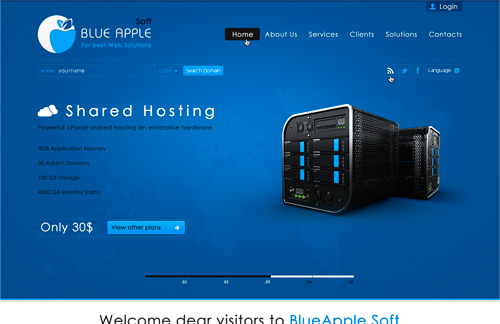 Login
Soft
BLUE APPLE
For best Web Solutions
Home About Us Services Clients Solutions Contacts
www yourname .com Search Domain
Language
Shared Hosting
Powerful cPanel shared hosting on enterprise hardware.
8GB Application Memory
30 Addon Domains
100 GB Storage
4000 GB Monthly Traffic
Only 30$ View other plans
.01 .02 .03 .04 .05
Welcome dear visitors to BlueApple Soft